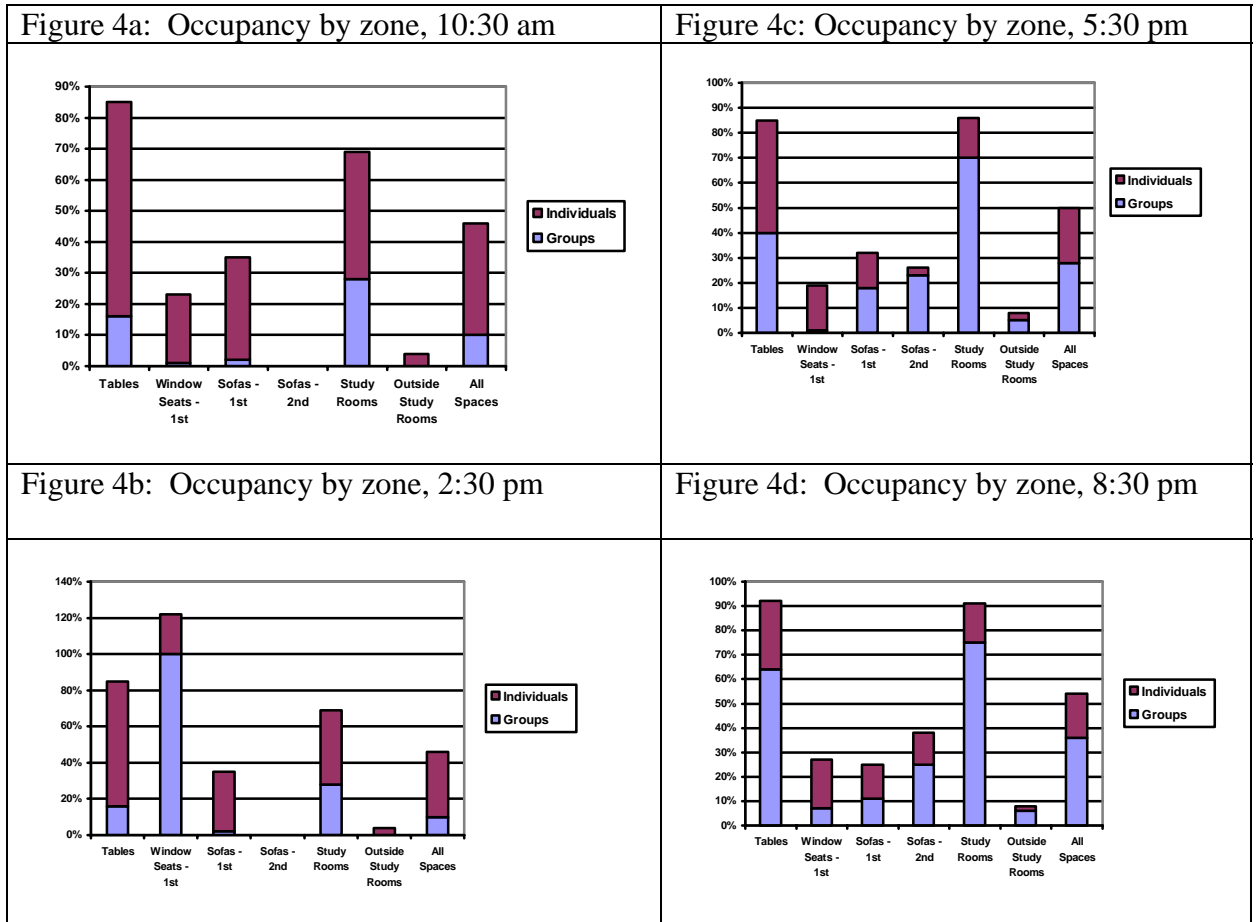 Figure 4a: Occupancy by zone, 10:30 am
90%
80%
70%
60%
50%
40%
30%
20%
10%
0%
Tables Window Sofas - Sofas - Study Outside All
Seats - 1st 2nd Rooms Study Spaces
1st Rooms
Individuals
Groups
Figure 4c: Occupancy by zone, 5:30 pm
100%
90%
80%
70%
60%
50%
40%
30%
20%
10%
0%
Tables Window Sofas - Sofas - Study Outside All
Seats - 1st 2nd Rooms Study Spaces
1st Rooms
Individuals
Groups
Figure 4b: Occupancy by zone, 2:30 pm
140%
120%
100%
80%
60%
40%
20%
0%
Tables Window Sofas - Sofas - Study Outside All
Seats - 1st 2nd Rooms Study Spaces
1st Rooms
Individuals
Groups
Figure 4d: Occupancy by zone, 8:30 pm
100%
90%
80%
70%
60%
50%
40%
30%
20%
10%
0%
Tables Window Sofas - Sofas - Study Outside All
Seats - 1st 2nd Rooms Study Spaces
1st Rooms
Individuals
Groups